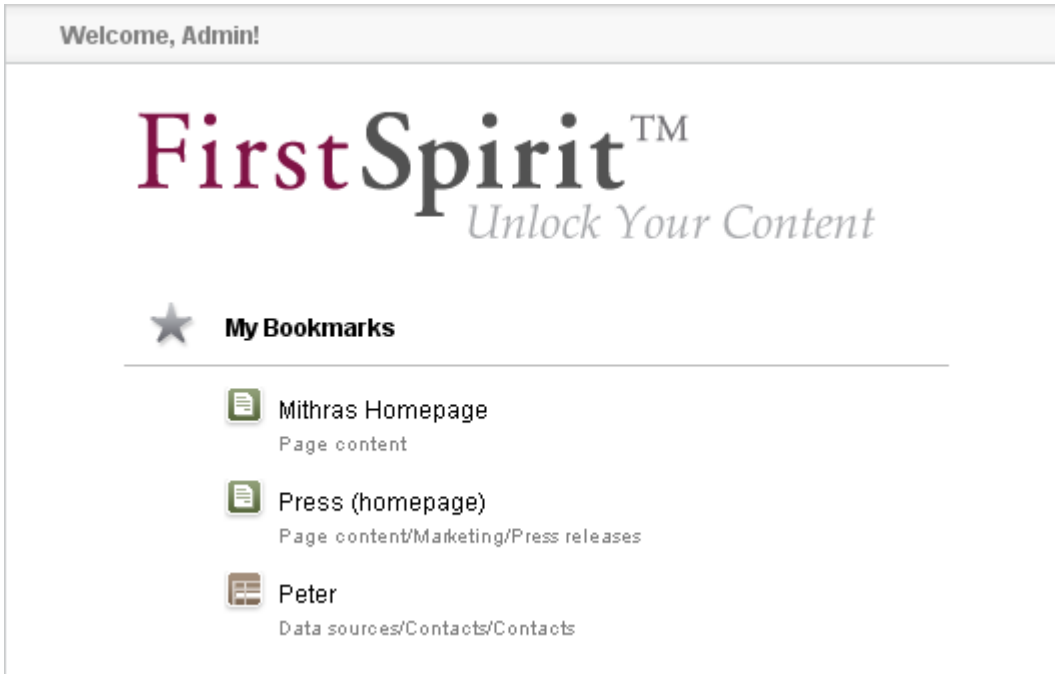 Welcome, Admin!
FirstSpirit™
Unlock Your Content
My Bookmarks
Mithras Homepage
Page content
Press (homepage)
Page content/Marketing/Press releases
Peter
Data sources/Contacts/Contacts